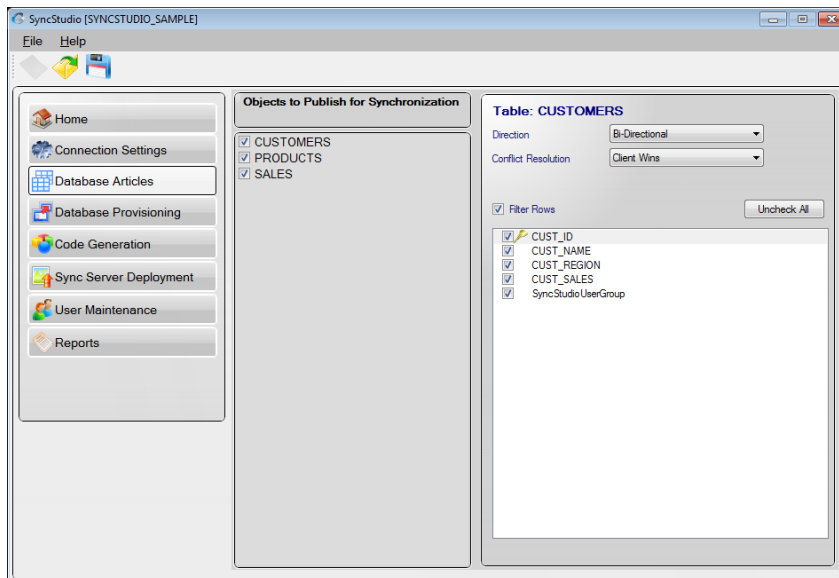 SyncStudio [SYNCSTUDIO_SAMPLE]
File Help
Home
Connection Settings
Database Articles
Database Provisioning
Code Generation
Sync Server Deployment
User Maintenance
Reports
Objects to Publish for Synchronization
CUSTOMERS
PRODUCTS
SALES
Table: CUSTOMERS
Direction Bi-Directional
Conflict Resolution Client Wins
Filter Rows Uncheck All
CUST_ID
CUST_NAME
CUST_REGION
CUST_SALES
SyncStudioUserGroup